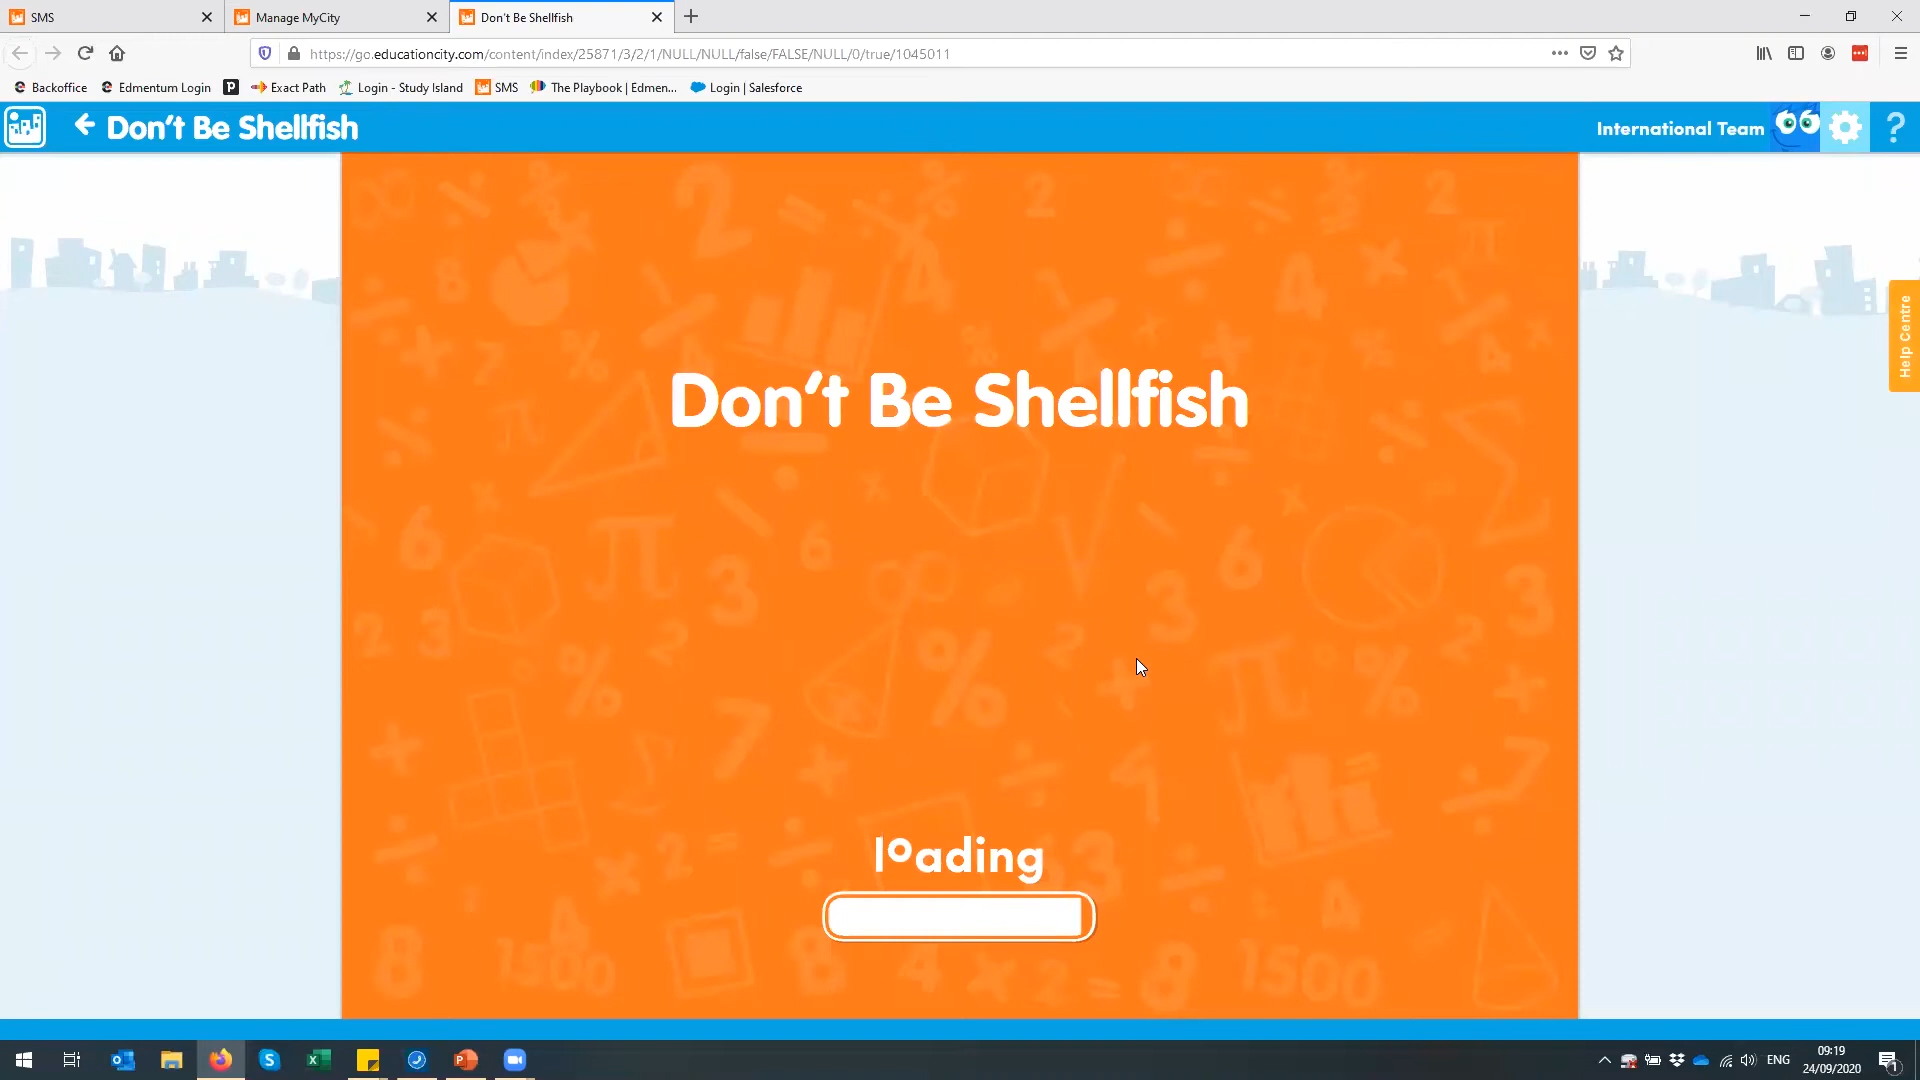 SMS
Manage MyCity
Don't Be Shellfish
https://go.educationcity.com/content/index/25871/3/2/1/NULL/NULL/false/FALSE/NULL/0/true/1045011
Backoffice
Edmentum Login
Exact Path
Login - Study Island
SMS
The Playbook | Edmen...
Login | Salesforce
Don't Be Shellfish
International Team
?
Help Centre
Don't Be Shellfish
loading
ENG
09:19
24/09/2020
1